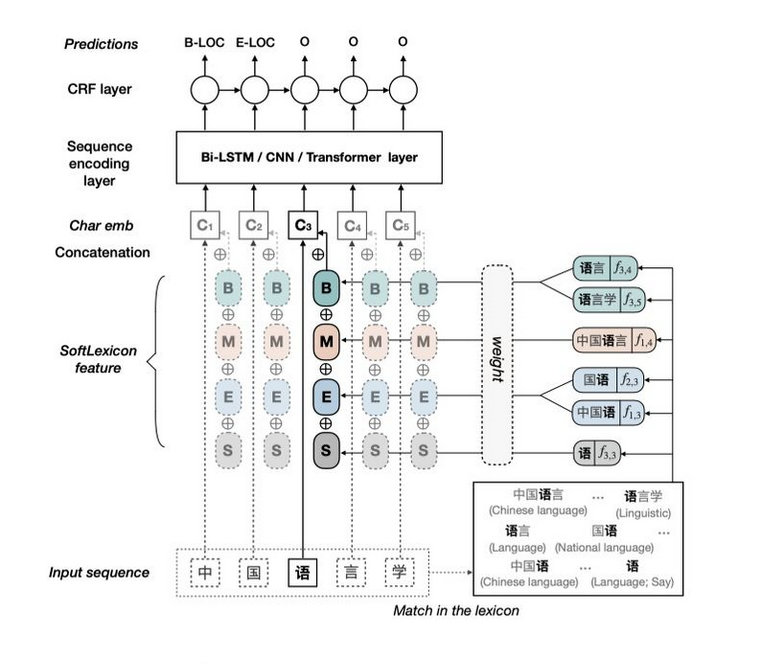 Predictions B-LOC E-LOC O O O
CRF layer
Sequence
encoding
layer
Bi-LSTM / CNN / Transformer layer
Char emb C1 C2 C3 C4 C5
Concatenation ⊕ ⊕ ⊕ ⊕ ⊕
SoftLexicon
feature
B B B B B
⊕ ⊕ ⊕ ⊕ ⊕
M M M M M
⊕ ⊕ ⊕ ⊕ ⊕
E E E E E
⊕ ⊕ ⊕ ⊕ ⊕
S S S S S
weight
语言 f3,4
语言学 f3,5
中国语言 f1,4
国语 f2,3
中国语 f1,3
语 f3,3
中国语言 ... 语言学
(Chinese language) (Linguistic)
语言 国语 ...
(Language) (National language)
中国语 ... 语
(Chinese language) (Language; Say)
Input sequence 中 国 语 言 学
Match in the lexicon